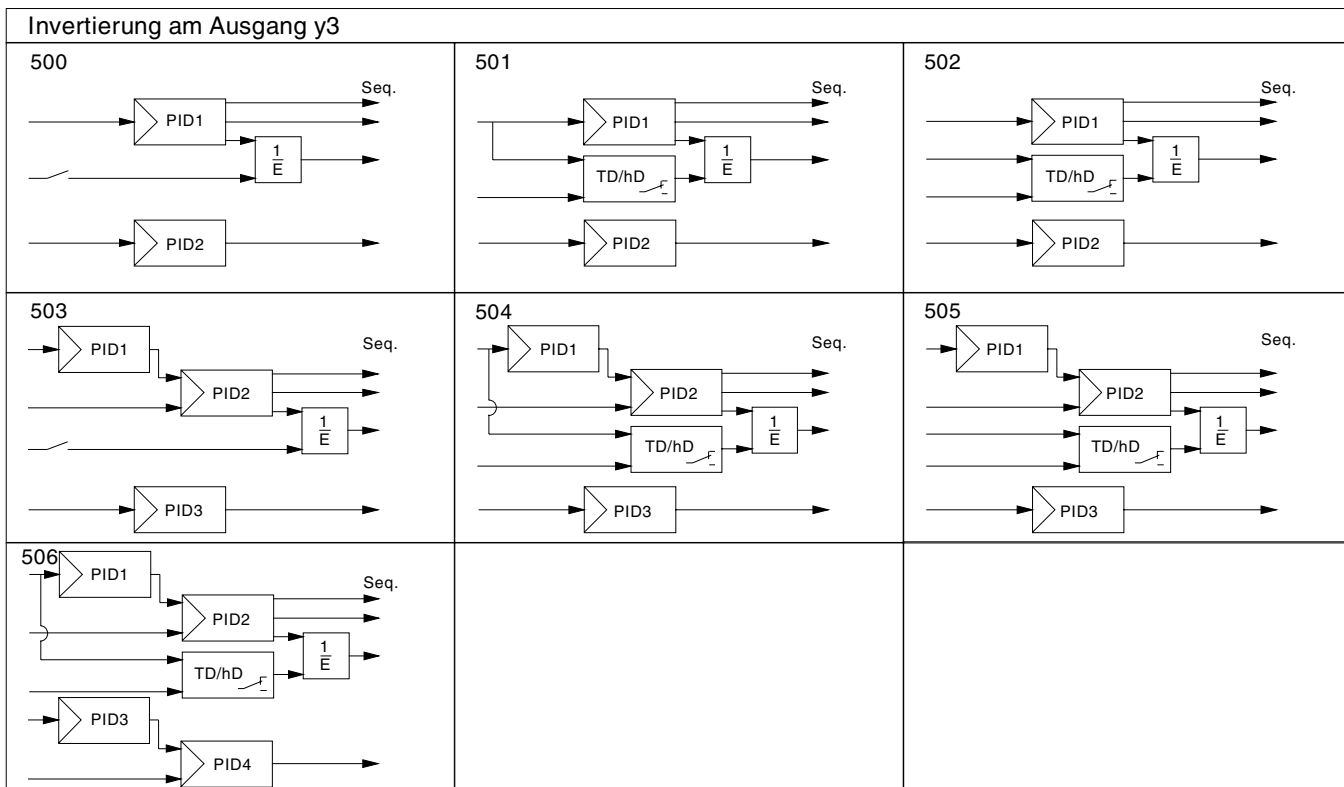 Invertierung am Ausgang y3
500
Seq.
PID1
1
E
PID2
501
Seq.
PID1
1
E
TD/hD
PID2
502
Seq.
PID1
1
E
TD/hD
PID2
503
PID1
Seq.
PID2
1
E
PID3
504
PID1
Seq.
PID2
1
E
TD/hD
PID3
505
PID1
Seq.
PID2
1
E
TD/hD
PID3
506
PID1
Seq.
PID2
1
E
TD/hD
PID3
PID4